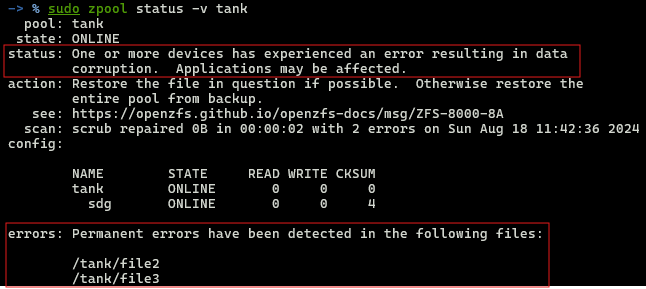 -> % sudo zpool status -v tank
pool: tank
state: ONLINE
status: One or more devices has experienced an error resulting in data
corruption.  Applications may be affected.
action: Restore the file in question if possible.  Otherwise restore the
entire pool from backup.
see: https://openzfs.github.io/openzfs-docs/msg/ZFS-8000-8A
scan: scrub repaired 0B in 00:00:02 with 2 errors on Sun Aug 18 11:42:36 2024
config:
NAME        STATE     READ WRITE CKSUM
tank        ONLINE       0     0     0
sdg       ONLINE       0     0     4
errors: Permanent errors have been detected in the following files:
/tank/file2
/tank/file3